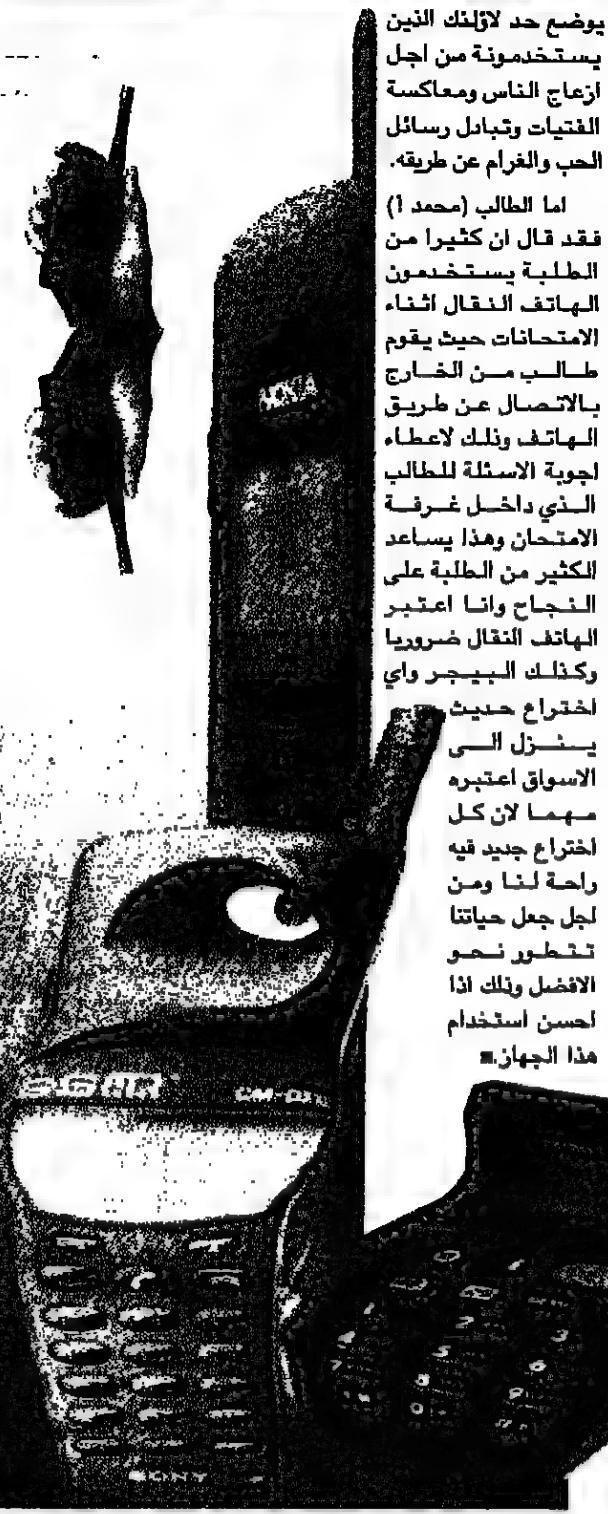 يوضع حد لاؤلئك الذين
يستخدمونة من اجل
ازعاج الناس ومعاكسة
الفتيات وتبادل رسائل
الحب والغرام عن طريقه.
اما الطالب (محمد أ)
فقد قال ان كثيرا من
الطلبة يستخدمون
الهاتف النقال اثناء
الامتحانات حيث يقوم
طالب من الخارج
بالاتصال عن طريق
الهاتف وذلك لاعطاء
اجوبة الاسئلة للطالب
الذي داخل غرفة
الامتحان وهذا يساعد
الكثير من الطلبة على
النجاح وانا اعتبر
الهاتف النقال ضروريا
وكذلك البيجر واي
اختراع حديث
ينزل الى
الاسواق اعتبره
مهما لان كل
اختراع جديد فيه
راحة لنا ومن
اجل جعل حياتنا
تتطور نحو
الافضل وذلك اذا
احسن استخدام
هذا الجهاز.
SONY